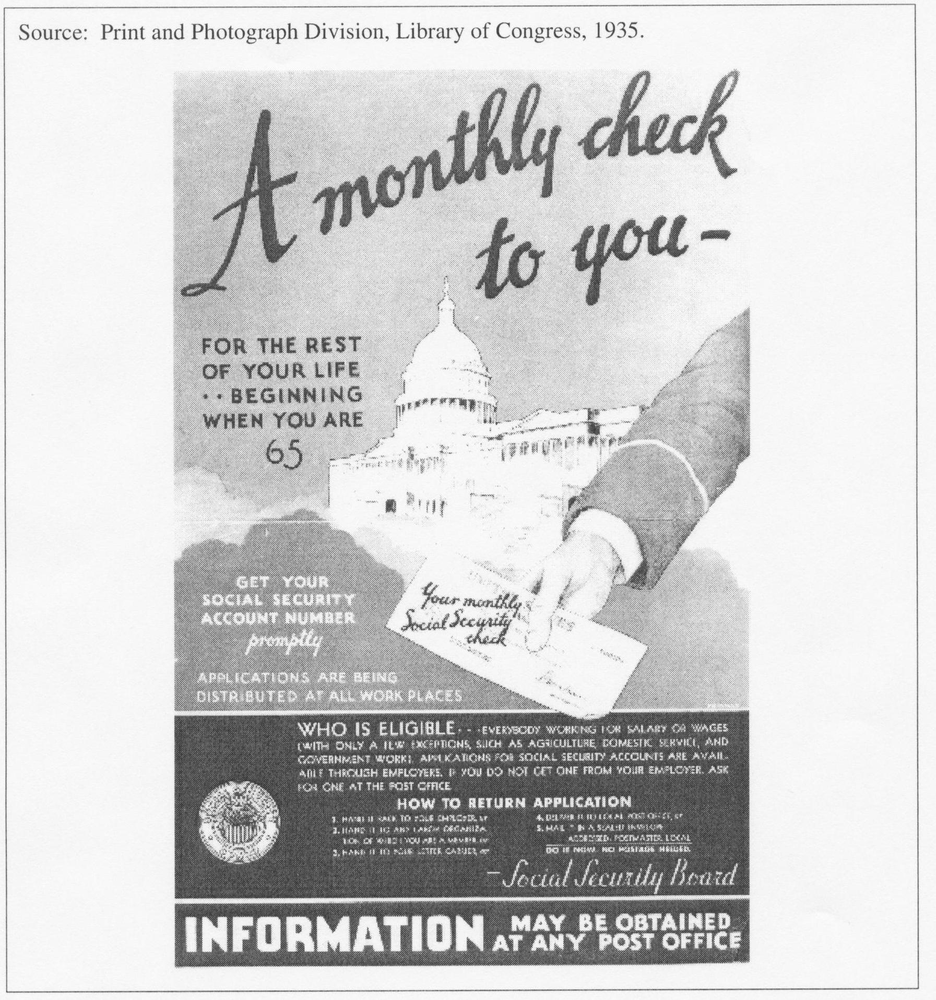 Source: Print and Photograph Division, Library of Congress, 1935.
A monthly check
to you-
FOR THE REST
OF YOUR LIFE
··BEGINNING
WHEN YOU ARE
65
GET YOUR
SOCIAL SECURITY
ACCOUNT NUMBER
promptly
Your monthly
Social Security
check
APPLICATIONS ARE BEING
DISTRIBUTED AT ALL WORK PLACES
WHO IS ELIGIBLE - - - EVERYBODY WORKING FOR SALARY OR WAGES
(WITH ONLY A FEW EXCEPTIONS, SUCH AS AGRICULTURE, DOMESTIC SERVICE, AND
GOVERNMENT WORK). APPLICATIONS FOR SOCIAL SECURITY ACCOUNTS ARE AVAIL-
ABLE THROUGH EMPLOYERS. IF YOU DO NOT GET ONE FROM YOUR EMPLOYER, ASK
FOR ONE AT THE POST OFFICE
HOW TO RETURN APPLICATION
1. HAND IT BACK TO YOUR EMPLOYER, or
2. HAND IT TO ANY LABOR ORGANIZA-
TION OF WHICH YOU ARE A MEMBER, or
3. HAND IT TO YOUR LETTER CARRIER, or
4. DELIVER IT TO LOCAL POST OFFICE, or
5. MAIL IT IN A SEALED ENVELOPE
ADDRESSED: POSTMASTER, LOCAL
DO IT NOW. NO POSTAGE NEEDED.
- Social Security Board
INFORMATION MAY BE OBTAINED
AT ANY POST OFFICE